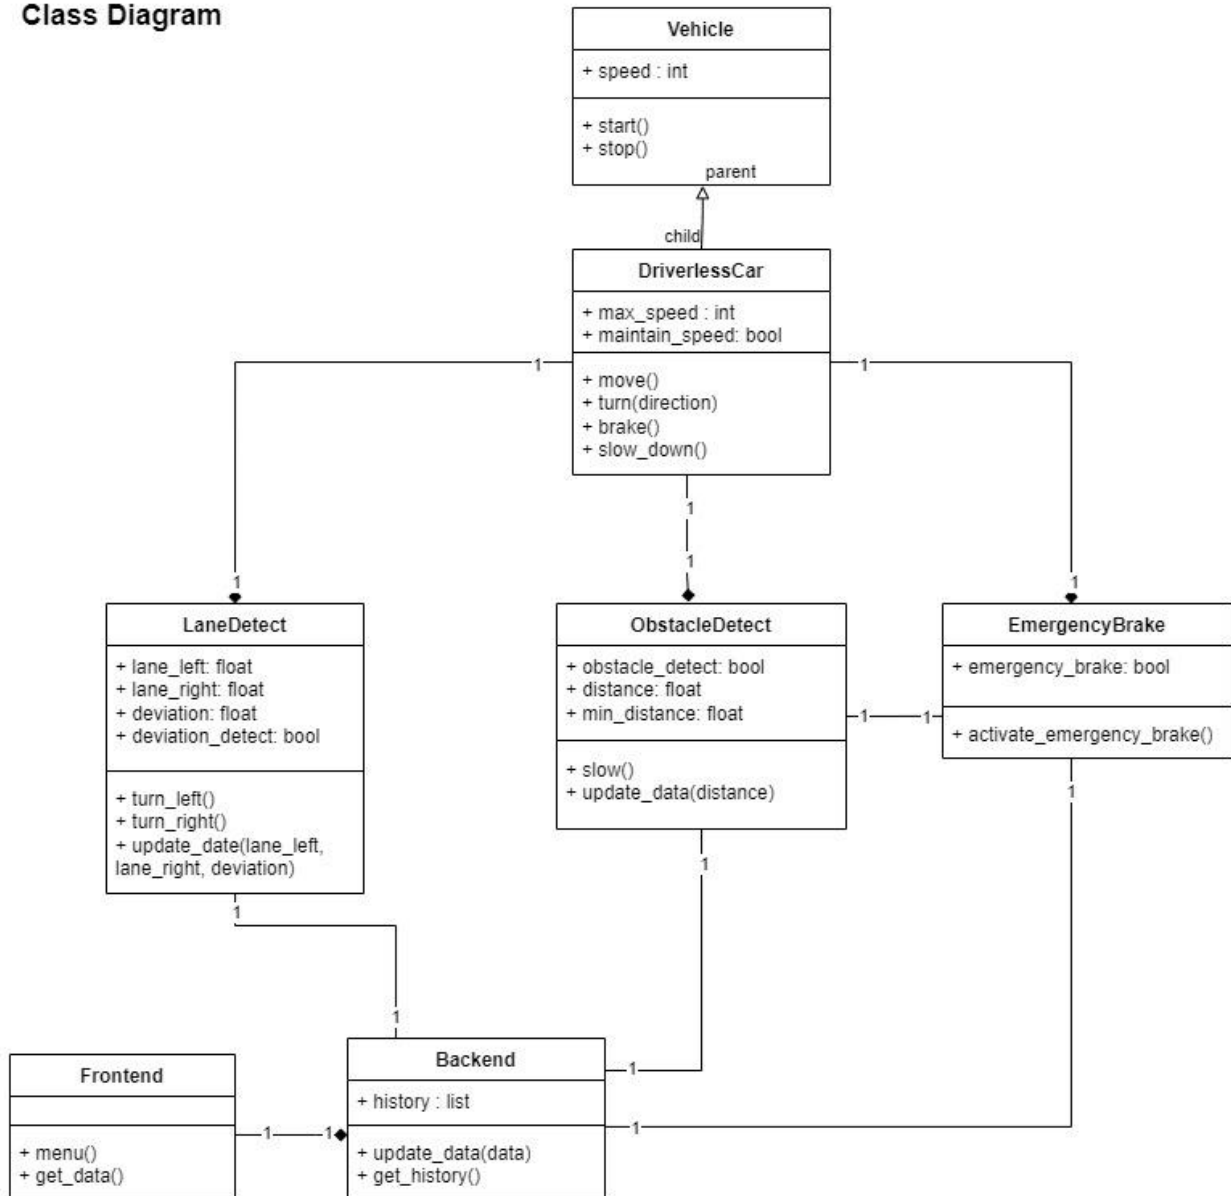 Class Diagram
Vehicle
+ speed : int
+ start()
+ stop()
parent
child
DriverlessCar
+ max_speed : int
+ maintain_speed: bool
+ move()
+ turn(direction)
+ brake()
+ slow_down()
1
1
1
1
1
1
LaneDetect
+ lane_left: float
+ lane_right: float
+ deviation: float
+ deviation_detect: bool
+ turn_left()
+ turn_right()
+ update_date(lane_left,
lane_right, deviation)
ObstacleDetect
+ obstacle_detect: bool
+ distance: float
+ min_distance: float
+ slow()
+ update_data(distance)
1
1
EmergencyBrake
+ emergency_brake: bool
+ activate_emergency_brake()
1
1
1
1
1
1
Frontend
+ menu()
+ get_data()
1
1
Backend
+ history : list
+ update_data(data)
+ get_history()